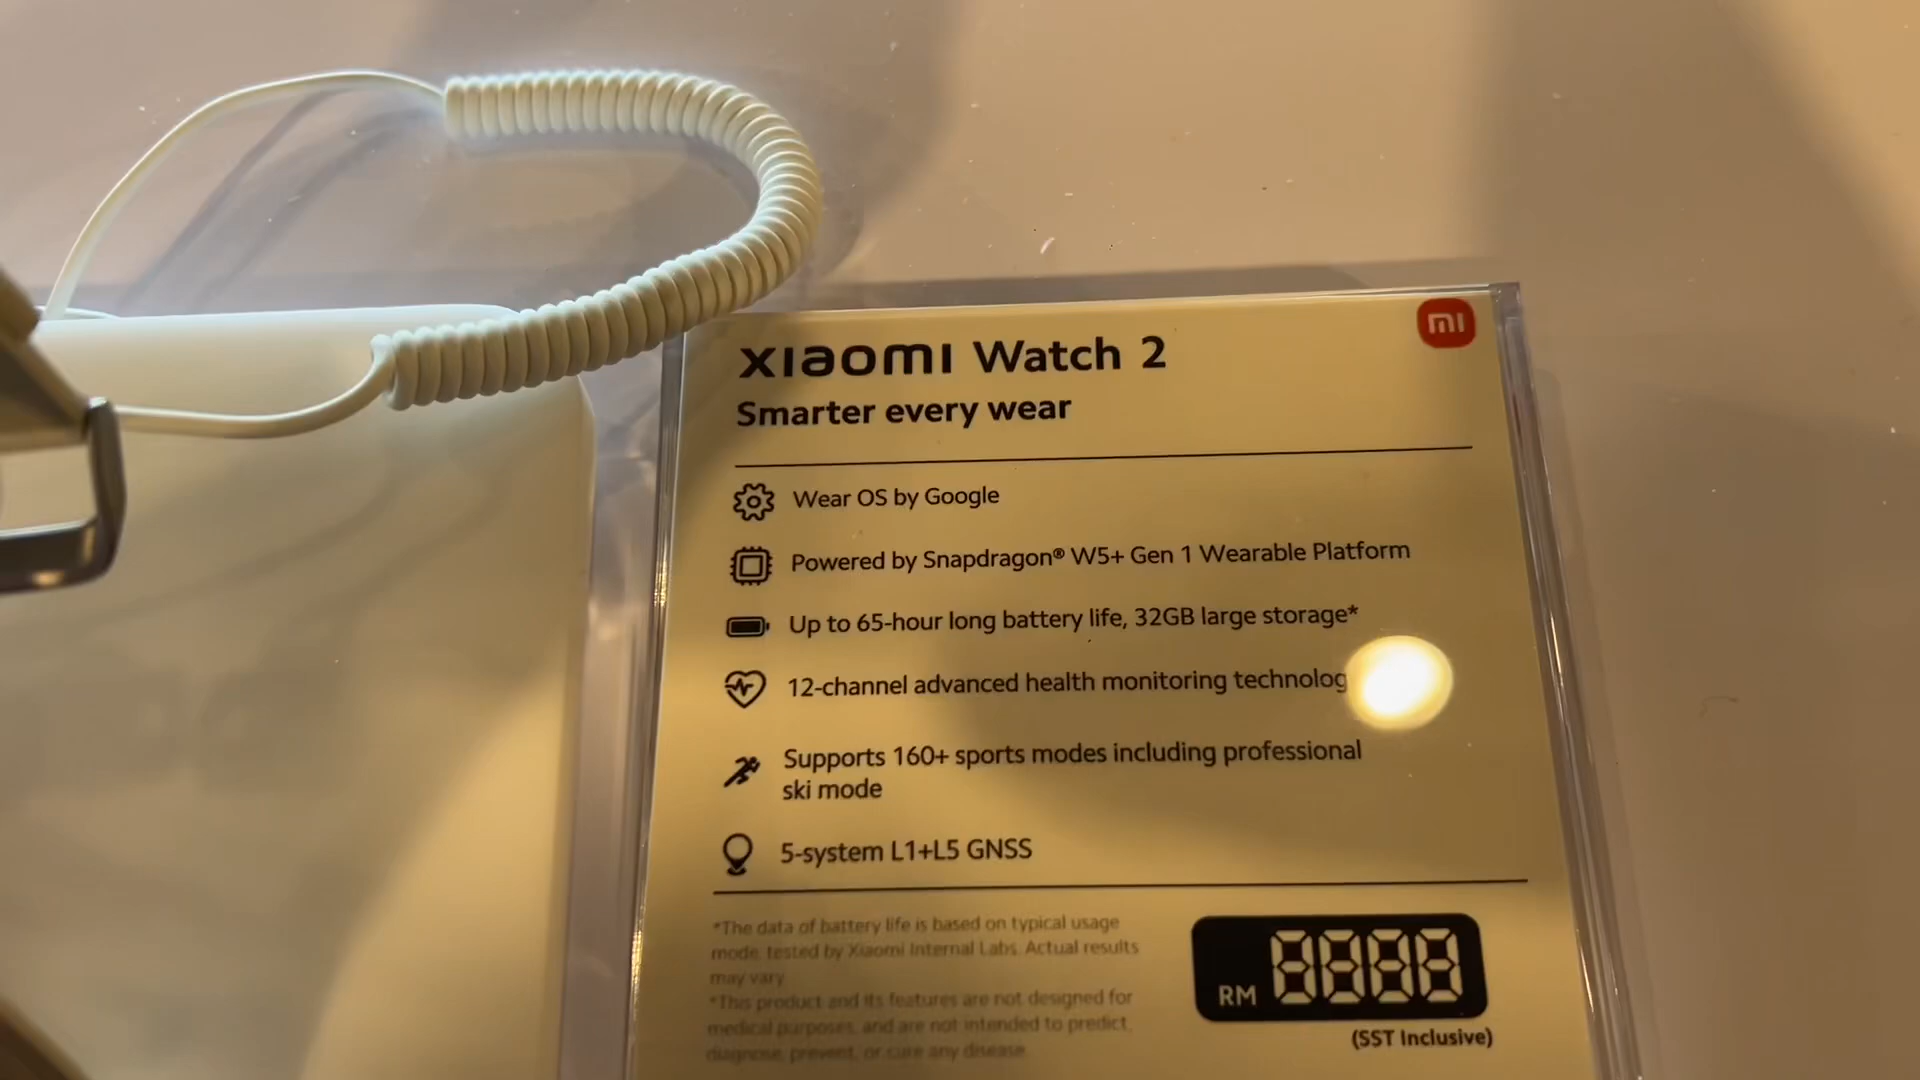 xiaomi Watch 2
mi
Smarter every wear
Wear OS by Google
Powered by Snapdragon® W5+ Gen 1 Wearable Platform
Up to 65-hour long battery life, 32GB large storage*
12-channel advanced health monitoring technolog
Supports 160+ sports modes including professional
ski mode
5-system L1+L5 GNSS
*The data of battery life is based on typical usage
mode, tested by Xiaomi Internal Labs. Actual results
may vary.
*This product and its features are not designed for
medical purposes, and are not intended to predict,
diagnose, prevent, or cure any disease.
RM 8888
(SST Inclusive)